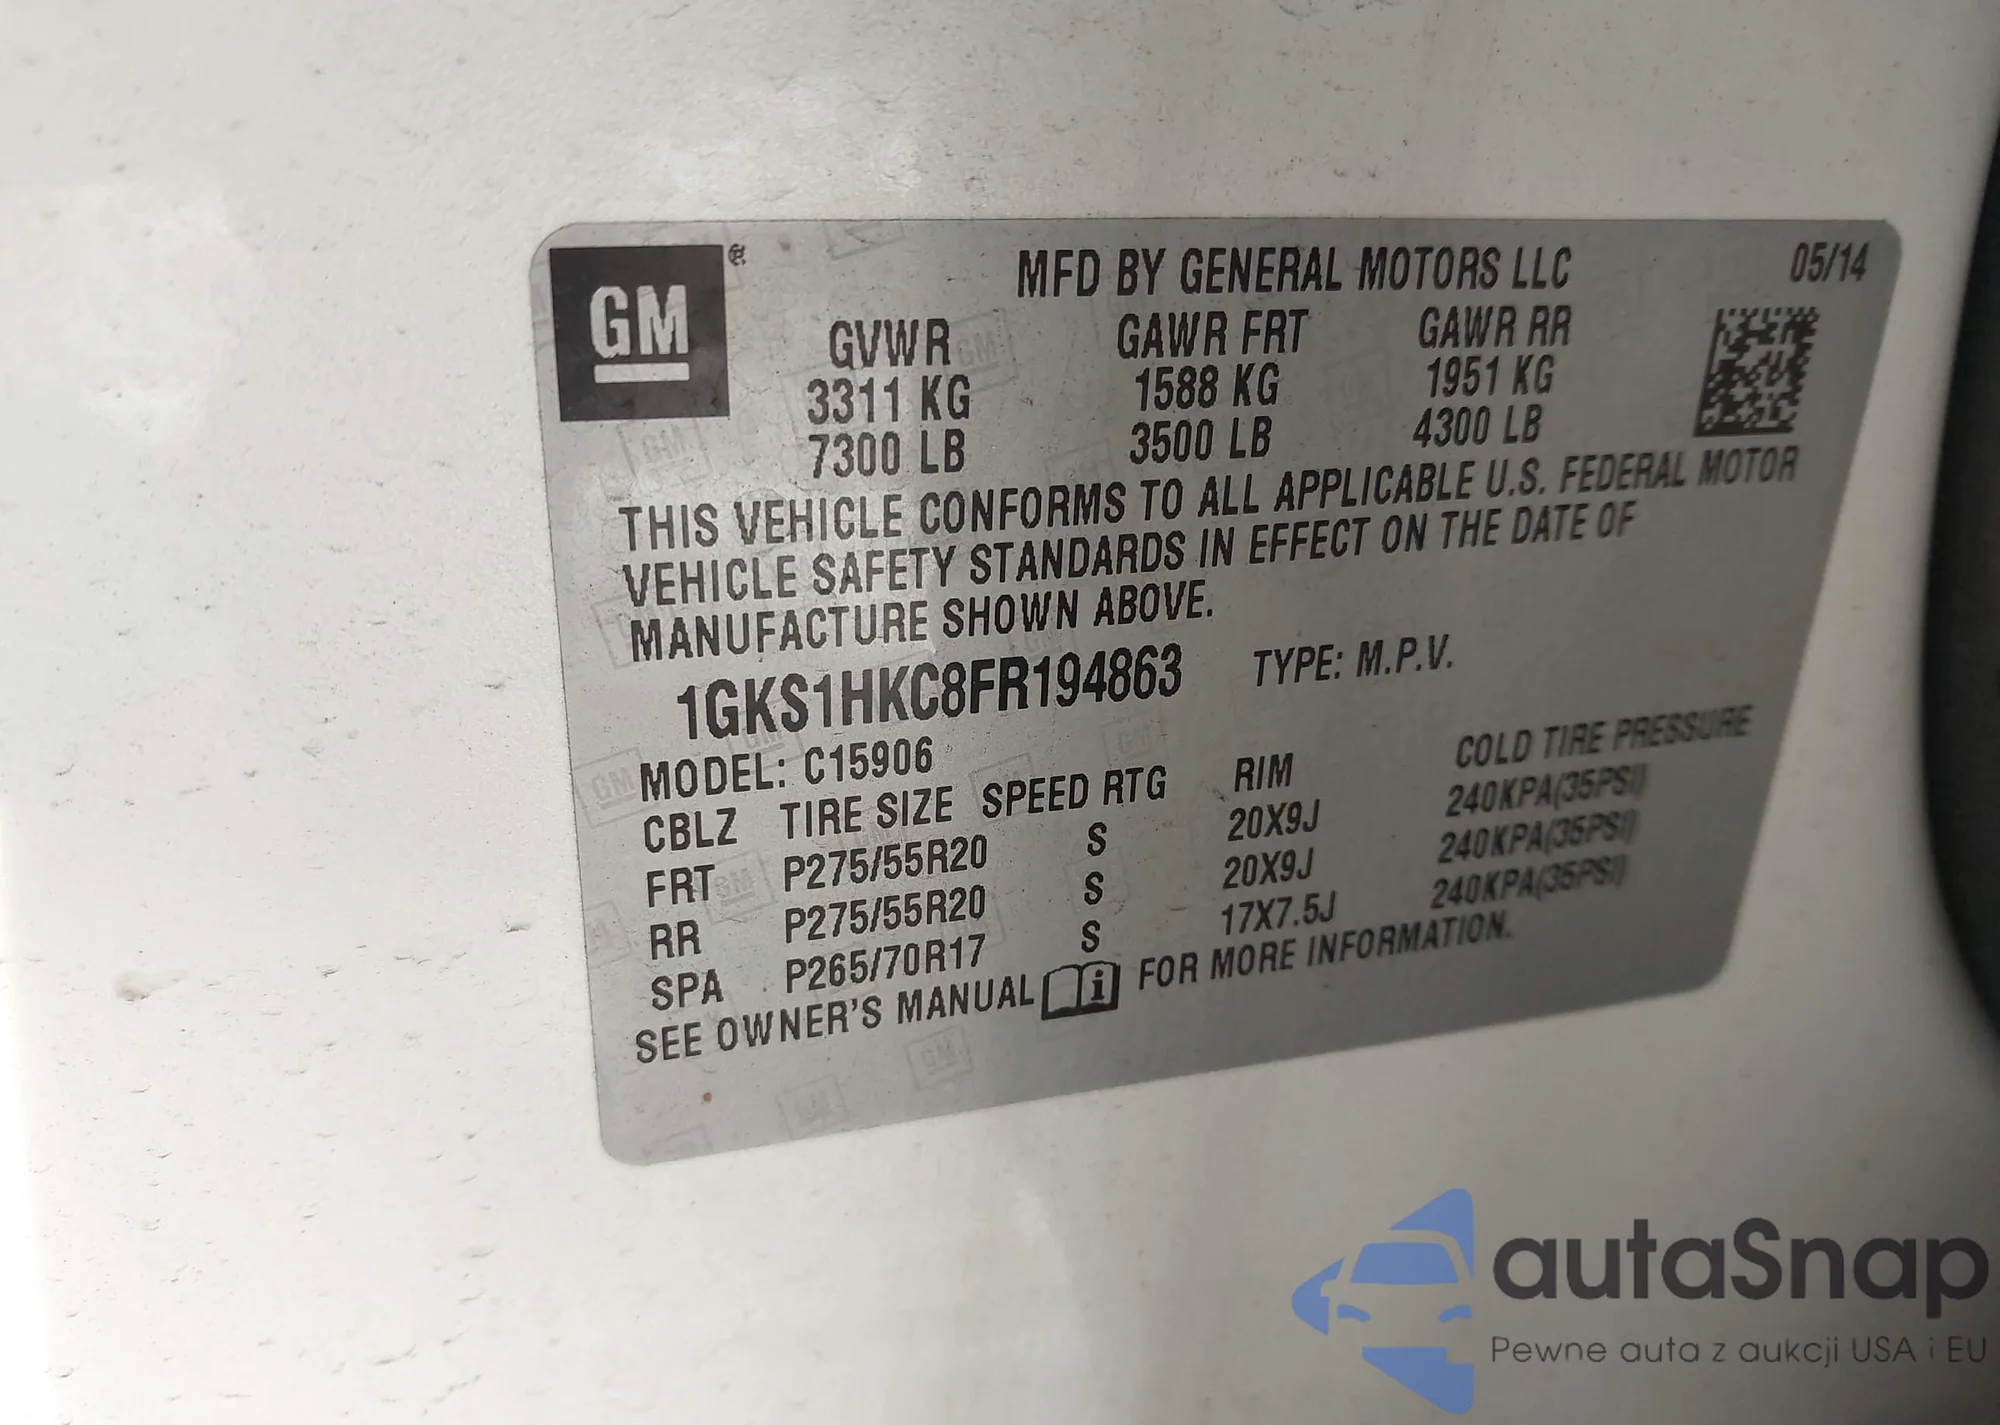 GM ® MFD BY GENERAL MOTORS LLC 05/14
GVWR GAWR FRT GAWR RR
3311 KG 1588 KG 1951 KG
7300 LB 3500 LB 4300 LB
THIS VEHICLE CONFORMS TO ALL APPLICABLE U.S. FEDERAL MOTOR
VEHICLE SAFETY STANDARDS IN EFFECT ON THE DATE OF
MANUFACTURE SHOWN ABOVE.
1GKS1HKC8FR194863 TYPE: M.P.V.
MODEL: C15906
CBLZ TIRE SIZE SPEED RTG RIM COLD TIRE PRESSURE
FRT P275/55R20 S 20X9J 240KPA(35PSI)
RR P275/55R20 S 20X9J 240KPA(35PSI)
SPA P265/70R17 S 17X7.5J 240KPA(35PSI)
SEE OWNER'S MANUAL i FOR MORE INFORMATION.
autaSnap
Pewne auta z aukcji USA i EU